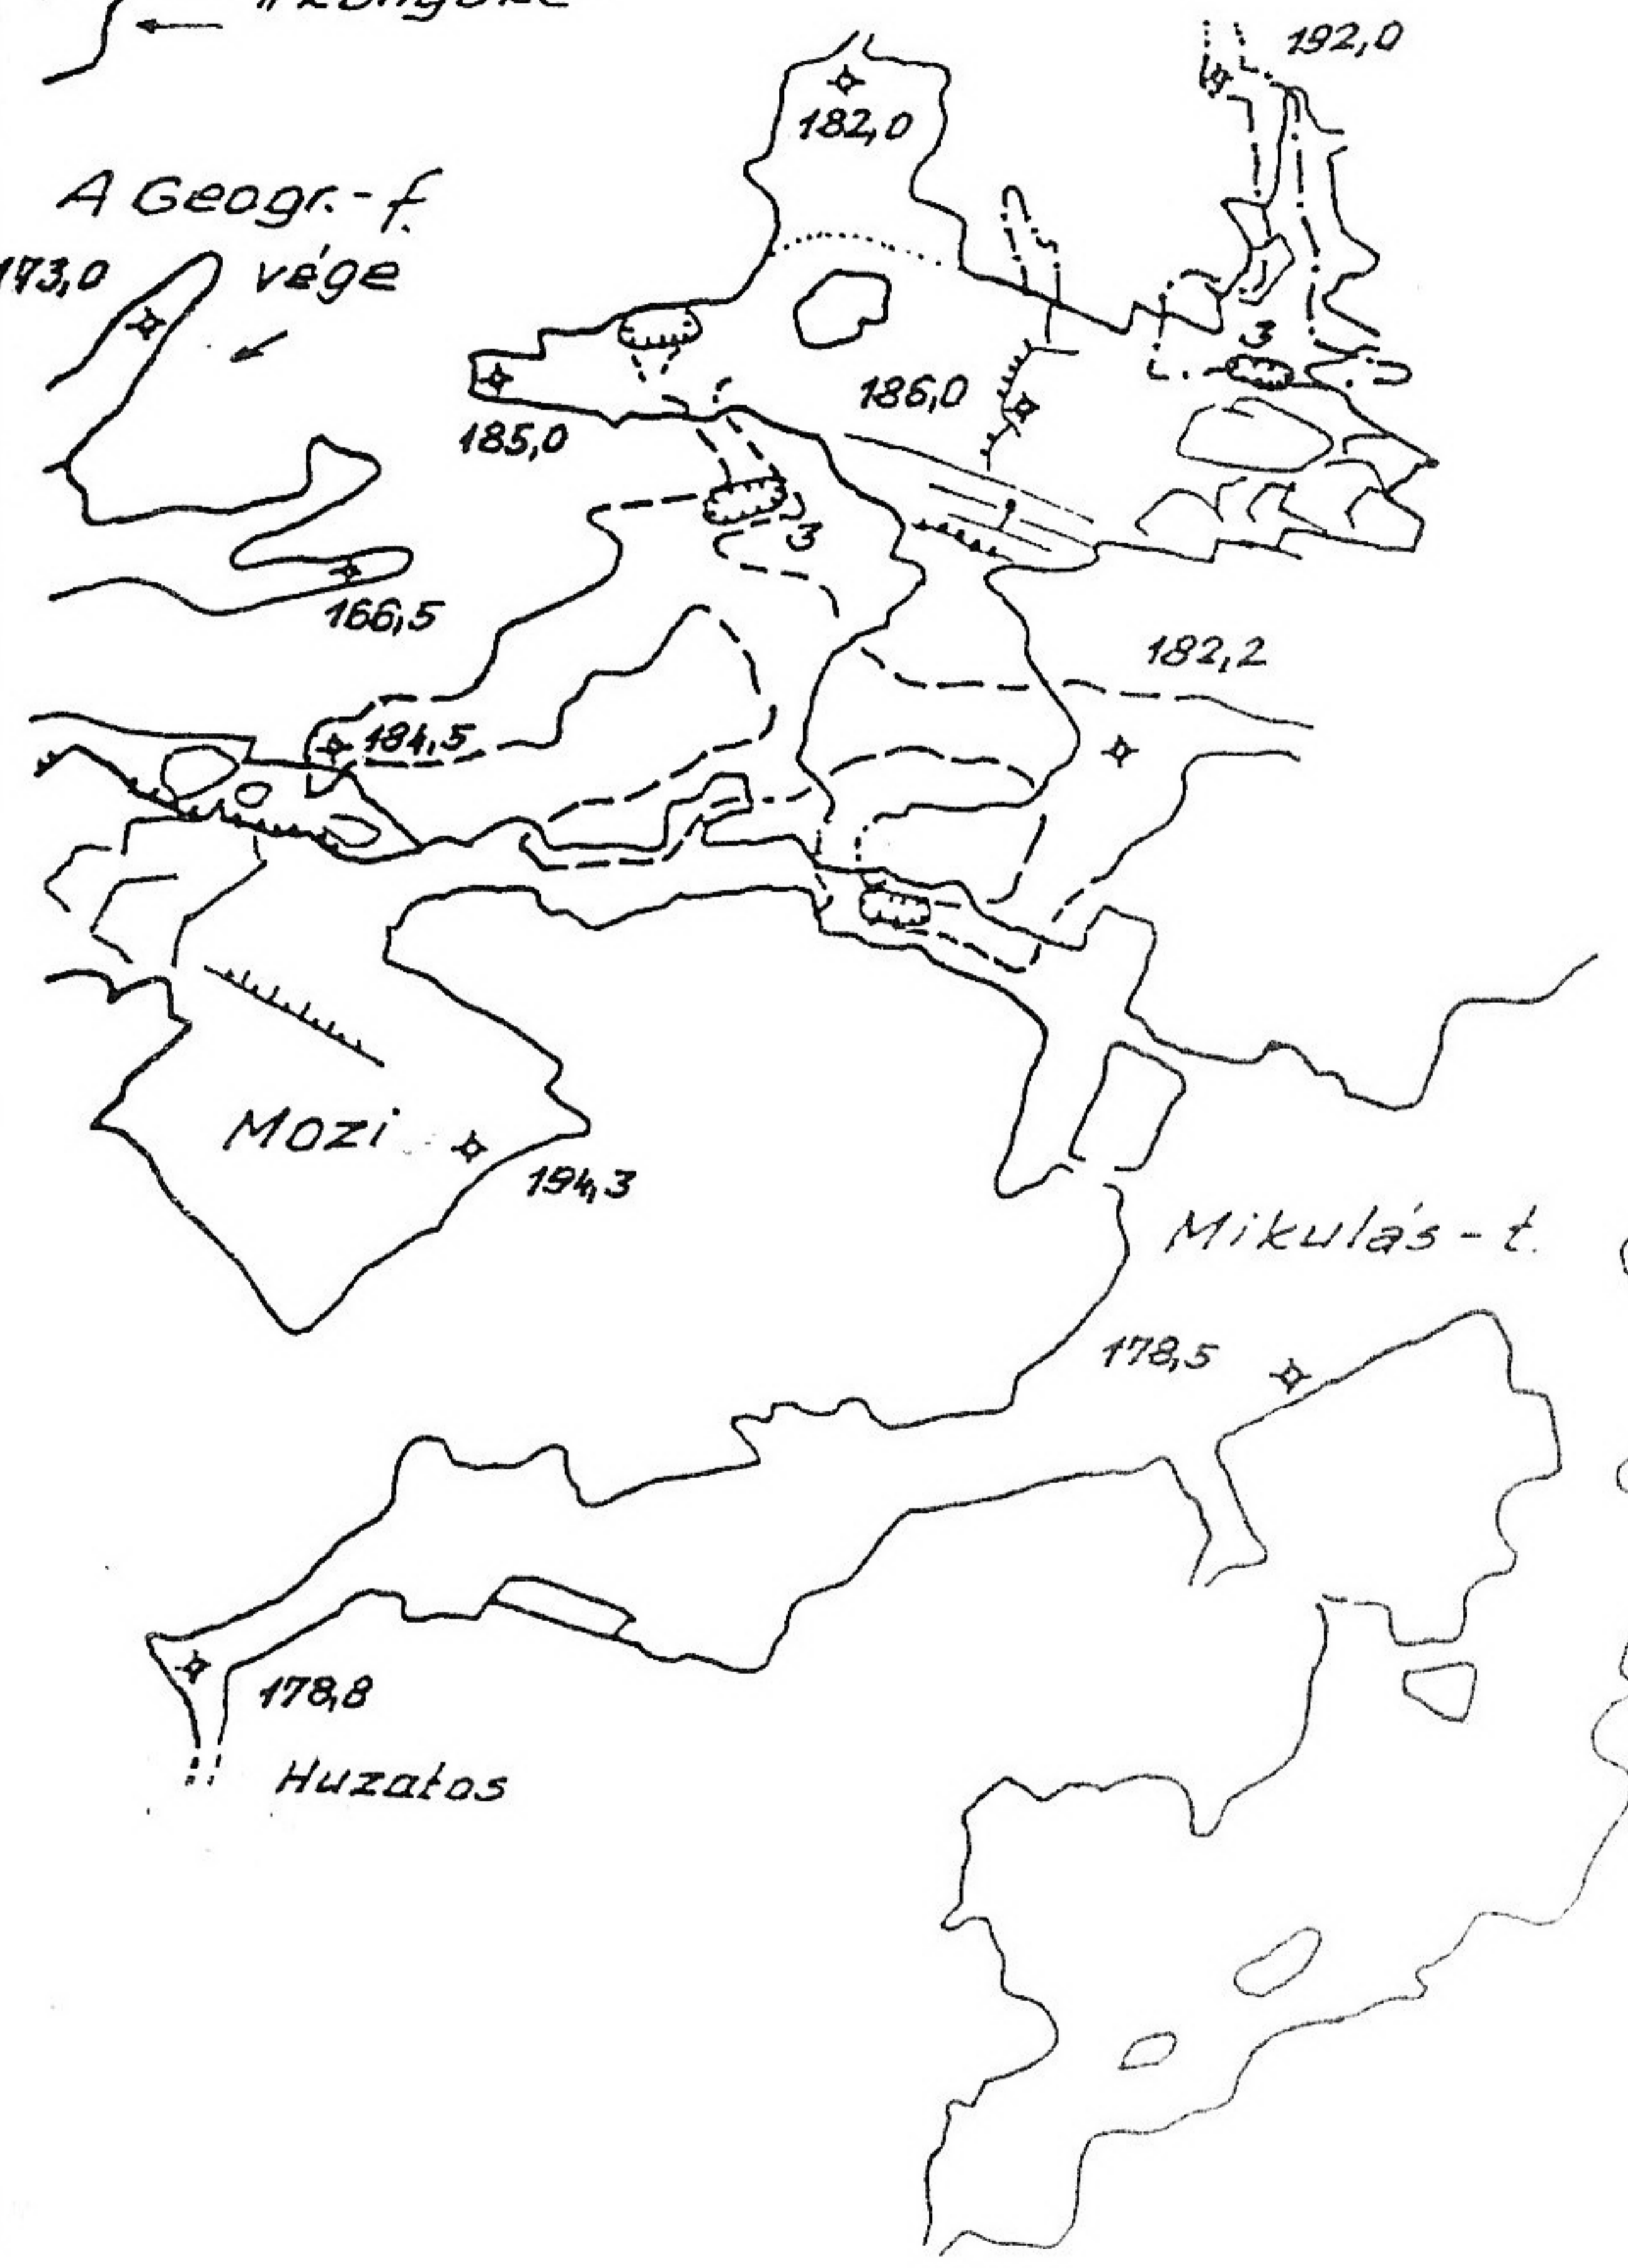 192,0
182,0
A Geogr.-f.
vége
173,0
3
186,0
185,0
3
166,5
182,2
184,5
Mozi
194,3
Mikulás-t.
178,5
178,8
Huzatos